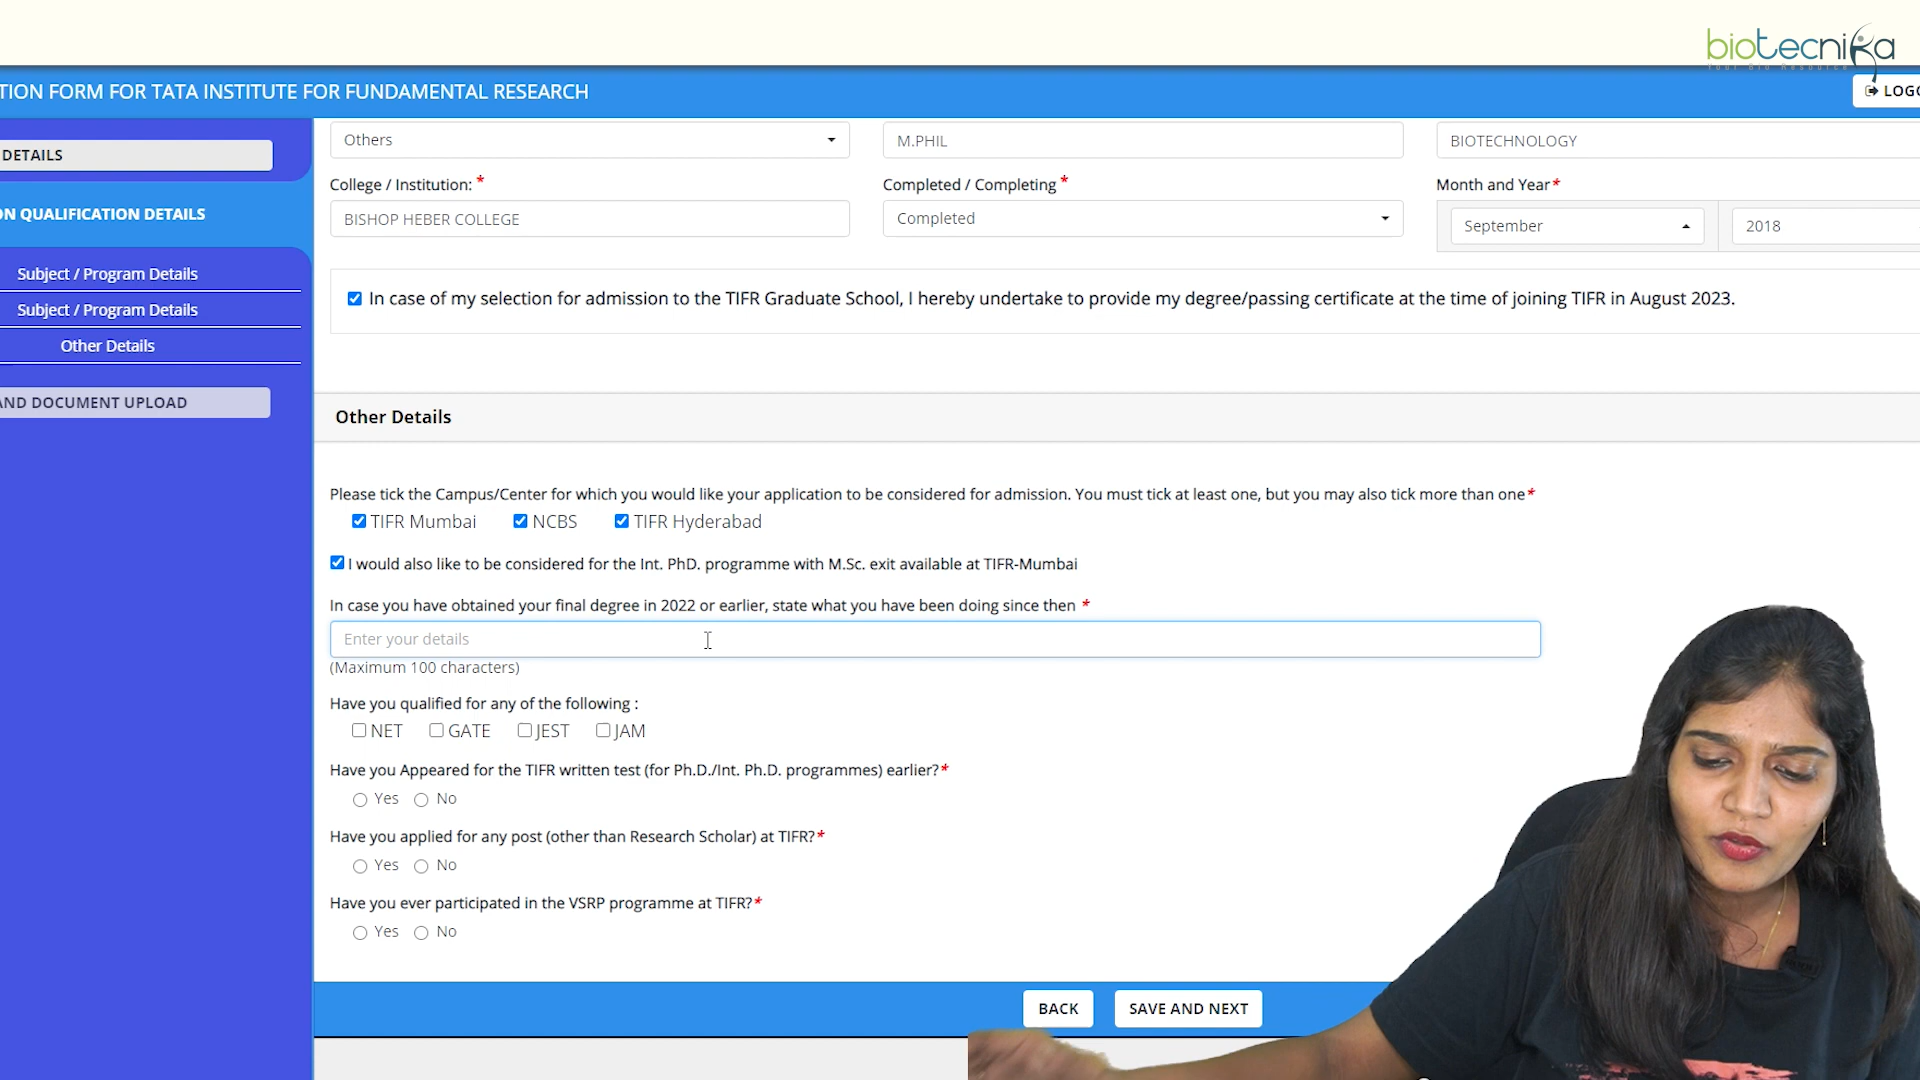 biotecnika
TION FORM FOR TATA INSTITUTE FOR FUNDAMENTAL RESEARCH
LOGO
DETAILS
Others
M.PHIL
BIOTECHNOLOGY
College / Institution: *
Completed / Completing *
Month and Year*
ON QUALIFICATION DETAILS
BISHOP HEBER COLLEGE
Completed
September
2018
Subject / Program Details
In case of my selection for admission to the TIFR Graduate School, I hereby undertake to provide my degree/passing certificate at the time of joining TIFR in August 2023.
Subject / Program Details
Other Details
AND DOCUMENT UPLOAD
Other Details
Please tick the Campus/Center for which you would like your application to be considered for admission. You must tick at least one, but you may also tick more than one*
TIFR Mumbai NCBS TIFR Hyderabad
I would also like to be considered for the Int. PhD. programme with M.Sc. exit available at TIFR-Mumbai
In case you have obtained your final degree in 2022 or earlier, state what you have been doing since then *
Enter your details
(Maximum 100 characters)
Have you qualified for any of the following :
NET GATE JEST JAM
Have you Appeared for the TIFR written test (for Ph.D./Int. Ph.D. programmes) earlier?*
Yes No
Have you applied for any post (other than Research Scholar) at TIFR?*
Yes No
Have you ever participated in the VSRP programme at TIFR?*
Yes No
BACK
SAVE AND NEXT